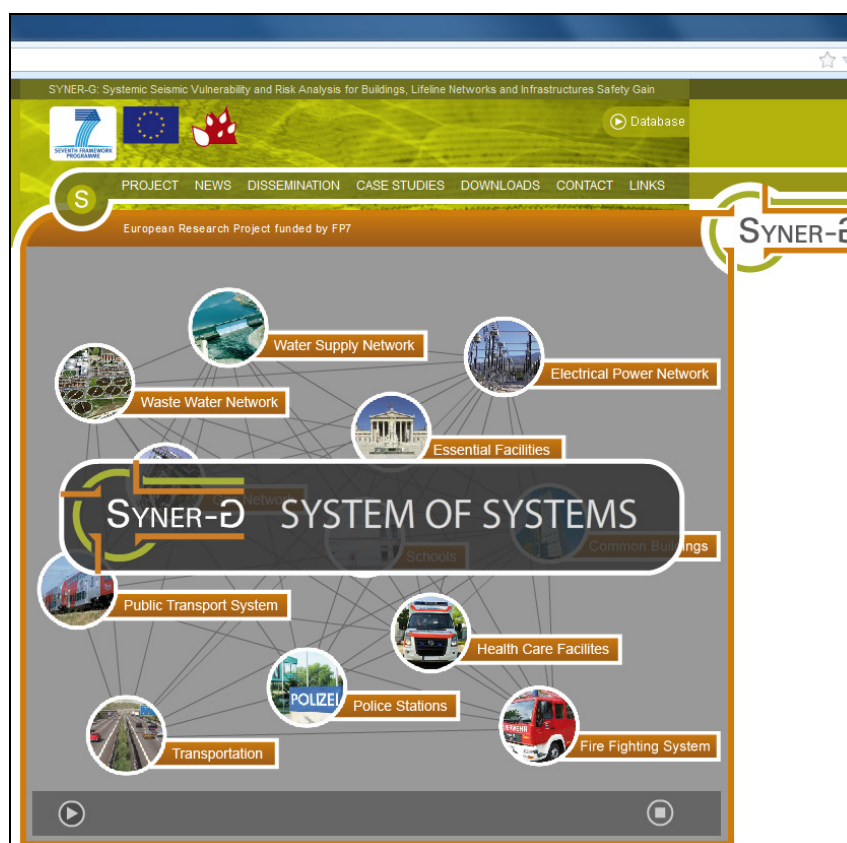 SYNER-G: Systemic Seismic Vulnerability and Risk Analysis for Buildings, Lifeline Networks and Infrastructures Safety Gain
7
SEVENTH FRAMEWORK
PROGRAMME
Database
S
PROJECT NEWS DISSEMINATION CASE STUDIES DOWNLOADS CONTACT LINKS
European Research Project funded by FP7
SYNER-G
Water Supply Network
Electrical Power Network
Waste Water Network
Essential Facilities
Gas Network
SYNER-G SYSTEM OF SYSTEMS
Schools
Common Buildings
Public Transport System
Health Care Facilites
POLIZEI
Police Stations
Transportation
Fire Fighting System